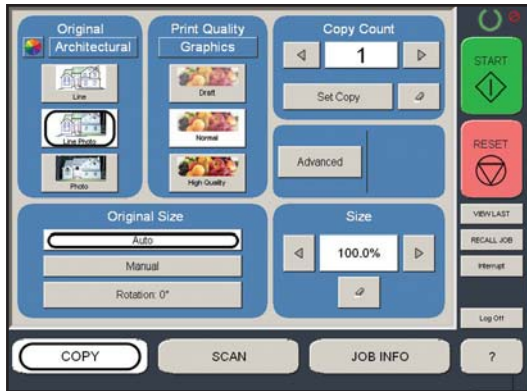 Original
Architectural
Line
Line Photo
Photo
Print Quality
Graphics
Draft
Normal
High Quality
Copy Count
1
Set Copy
Advanced
Original Size
Auto
Manual
Rotation: 0°
Size
100.0%
START
RESET
VIEW LAST
RECALL JOB
Interrupt
Log Off
COPY
SCAN
JOB INFO
?